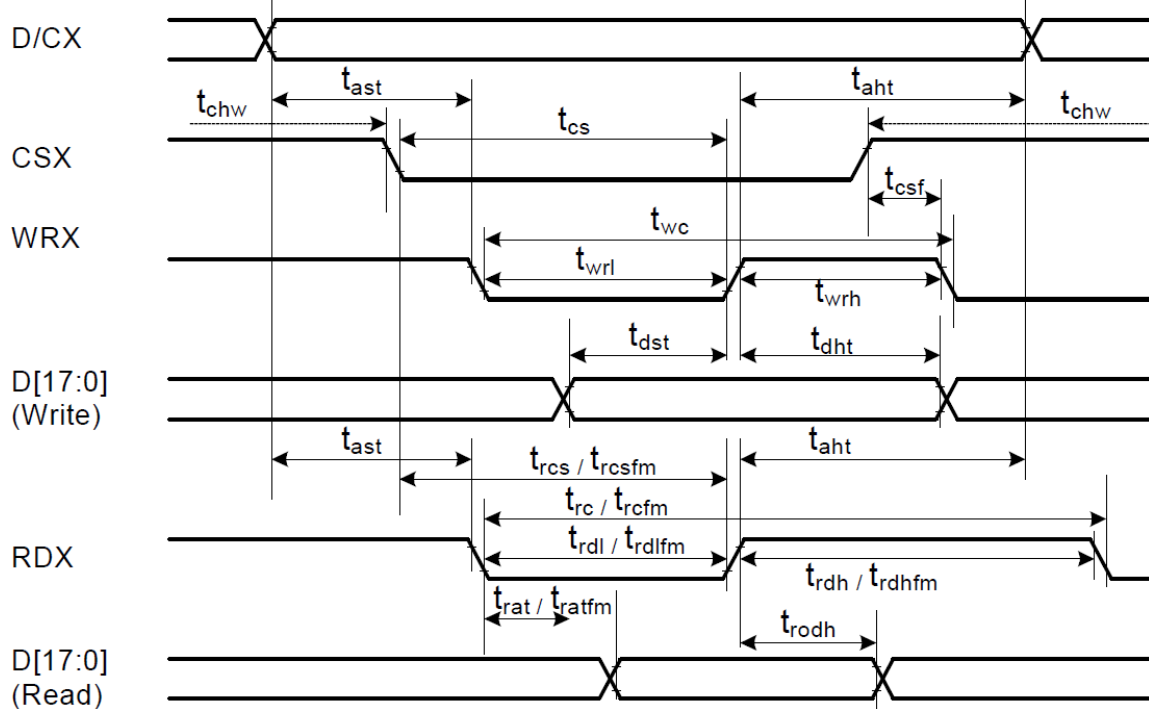 D/CX
tast
taht
tchw
tchw
tcs
CSX
tcsf
WRX
twc
twrl
twrh
tdst
tdht
D[17:0]
(Write)
tast
taht
trcs / trcsfm
trc / trcfm
RDX
trdl / trdlfm
trdh / trdhfm
trat / tratfm
trodh
D[17:0]
(Read)